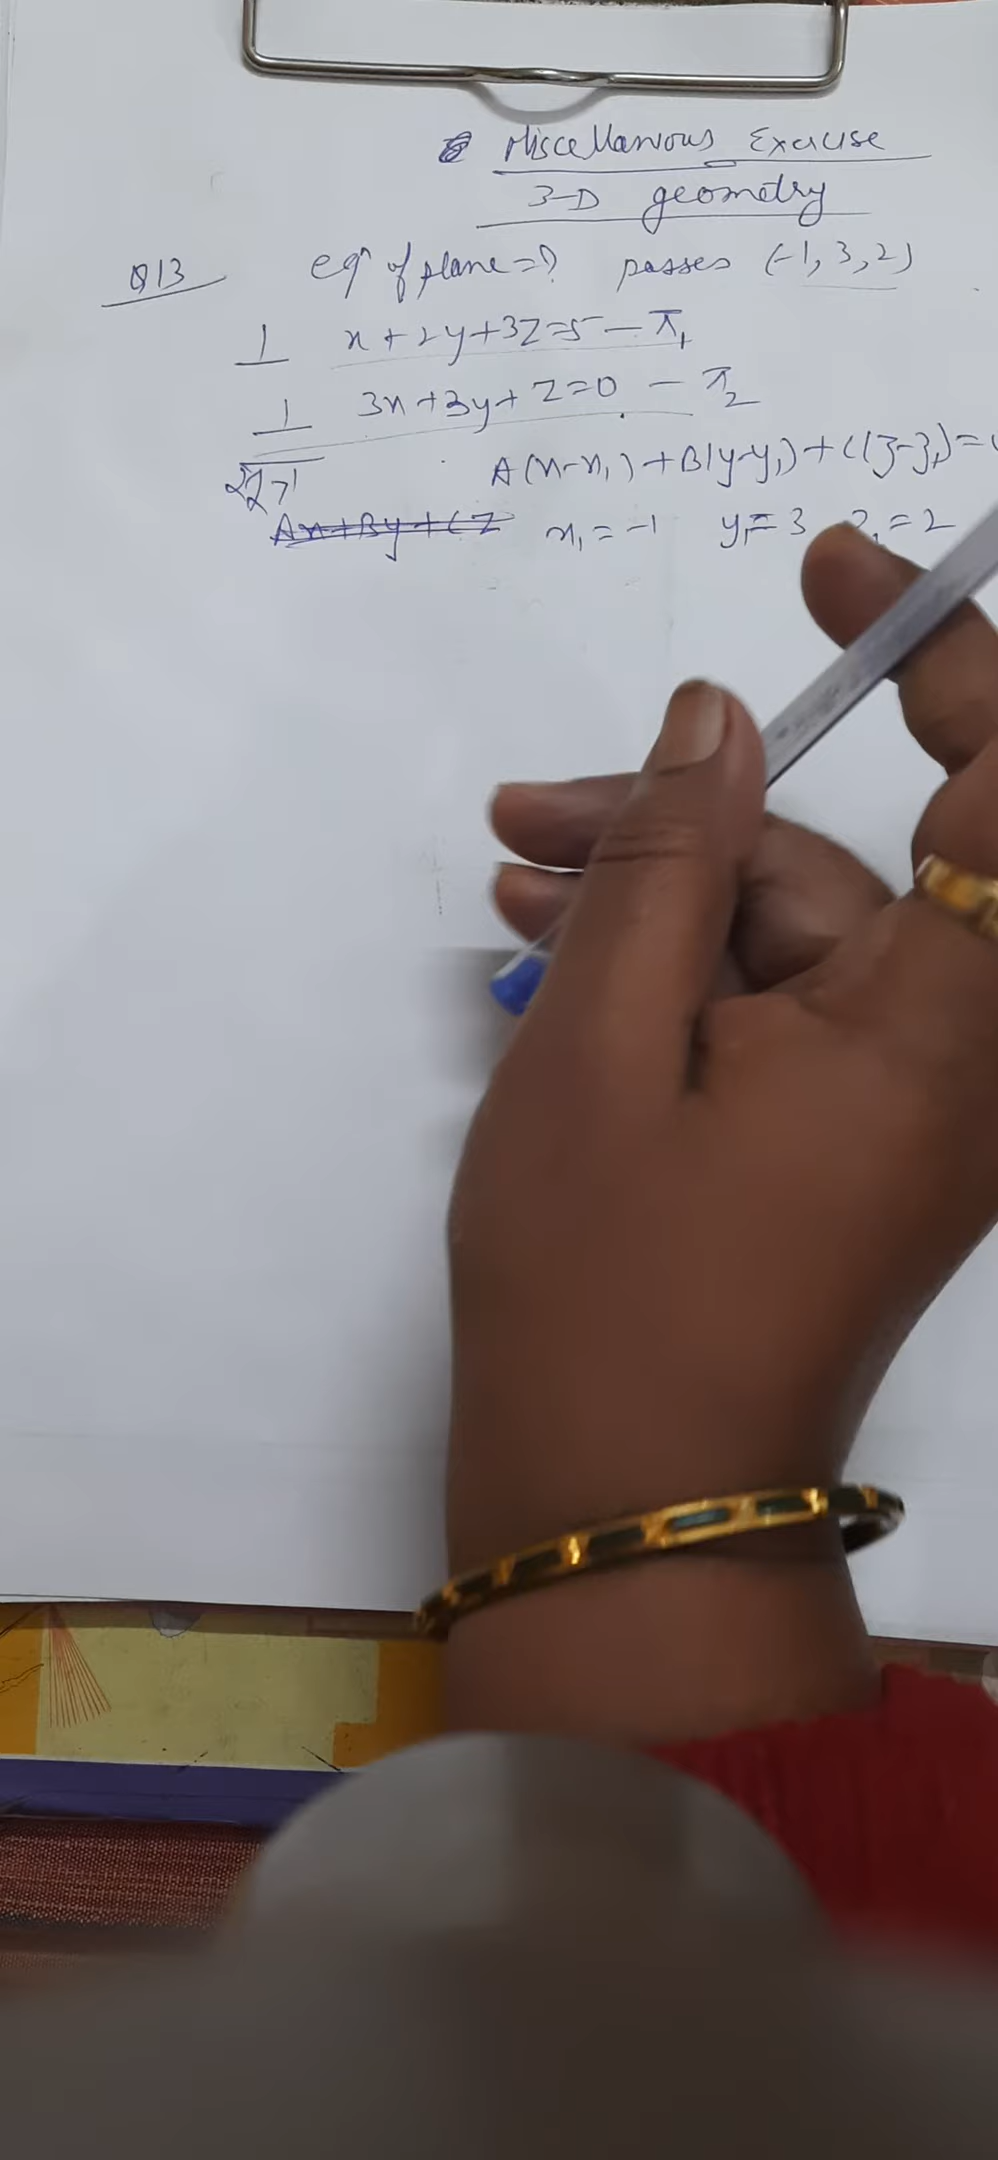 Miscellaneous Exercise
3-D geometry
Q13 eqⁿ of plane=? passes (-1, 3, 2)
⊥ x+2y+3z=5 — π₁
⊥ 3x+3y+z=0 — π₂
सूत्र A(x-x₁)+B(y-y₁)+C(z-z₁)=
Ax+By+Cz x₁=-1 y₁=3 z₁=2